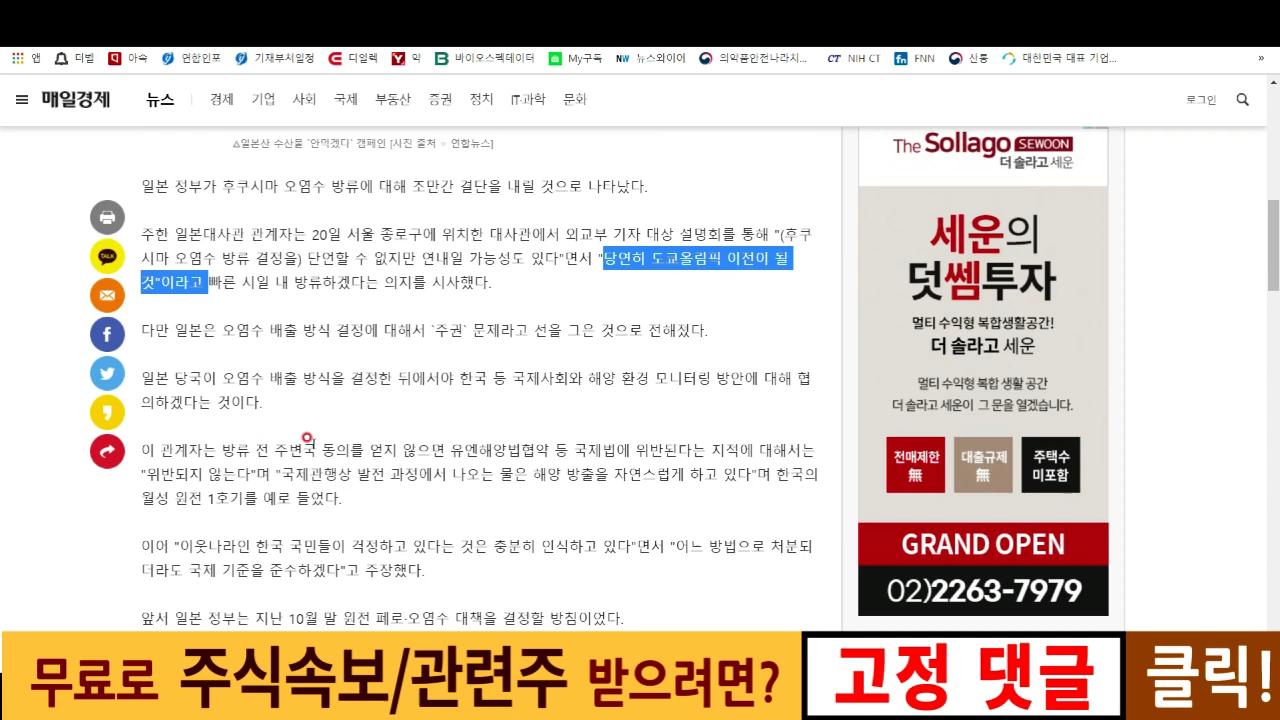 앱 디벨 아속 연합인포 기재부처일정 디일렉 약 바이오스펙테이터 My구독 뉴스와이어 의약품안전나라치... NIH CT FNN 신통 대한민국 대표 기업... »
매일경제 뉴스 경제 기업 사회 국제 부동산 증권 정치 IT·과학 문화 로그인
△일본산 수산물 `안먹겠다` 캠페인 [사진 출처 = 연합뉴스]
일본 정부가 후쿠시마 오염수 방류에 대해 조만간 결단을 내릴 것으로 나타났다.
주한 일본대사관 관계자는 20일 서울 종로구에 위치한 대사관에서 외교부 기자 대상 설명회를 통해 "(후쿠
시마 오염수 방류 결정을) 단언할 수 없지만 연내일 가능성도 있다"면서 "당연히 도쿄올림픽 이전이 될
것"이라고 빠른 시일 내 방류하겠다는 의지를 시사했다.
다만 일본은 오염수 배출 방식 결정에 대해서 `주권` 문제라고 선을 그은 것으로 전해졌다.
일본 당국이 오염수 배출 방식을 결정한 뒤에서야 한국 등 국제사회와 해양 환경 모니터링 방안에 대해 협
의하겠다는 것이다.
이 관계자는 방류 전 주변국 동의를 얻지 않으면 유엔해양법협약 등 국제법에 위반된다는 지적에 대해서는
"위반되지 않는다"며 "국제관행상 발전 과정에서 나오는 물은 해양 방출을 자연스럽게 하고 있다"며 한국의
월성 원전 1호기를 예로 들었다.
이어 "이웃나라인 한국 국민들이 걱정하고 있다는 것은 충분히 인식하고 있다"면서 "어느 방법으로 처분되
더라도 국제 기준을 준수하겠다"고 주장했다.
앞서 일본 정부는 지난 10월 말 원전 폐로·오염수 대책을 결정할 방침이었다.
TALK
The Sollago SEWOON
더 솔라고 세운
세운의
덧쎔투자
멀티 수익형 복합생활공간!
더 솔라고 세운
멀티 수익형 복합 생활 공간
더 솔라고 세운이 그 문을 열겠습니다.
전매제한 無
대출규제 無
주택수 미포함
GRAND OPEN
02)2263-7979
무료로 주식속보/관련주 받으려면? 고정 댓글 클릭!